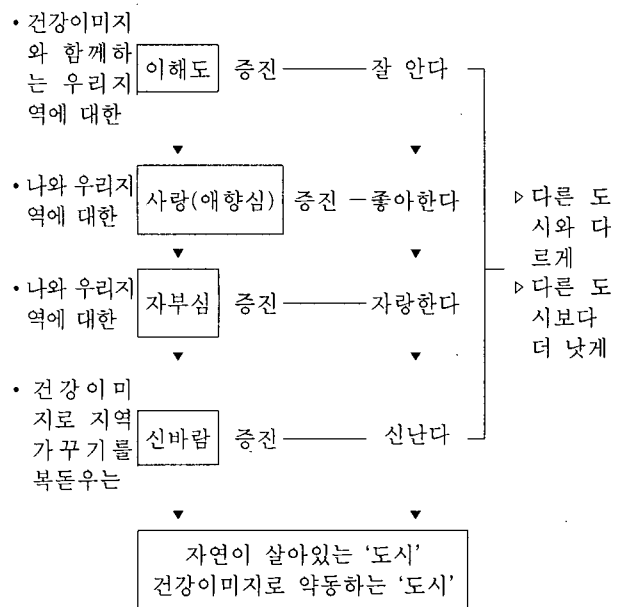 • 건강이미지
와 함께하
는 우리지
역에 대한
이해도 증진 ── 잘 안다
▼ ▼
• 나와 우리지
역에 대한
사랑(애향심) 증진 ─ 좋아한다
▼ ▼
• 나와 우리지
역에 대한
자부심 증진 ── 자랑한다
▼ ▼
• 건강이미
지로 지역
가꾸기를
복돋우는
신바람 증진 ── 신난다
▷ 다른 도
시와 다
르게
▷ 다른 도
시보다
더 낫게
▼ ▼
자연이 살아있는 ‘도시’
건강이미지로 약동하는 ‘도시’